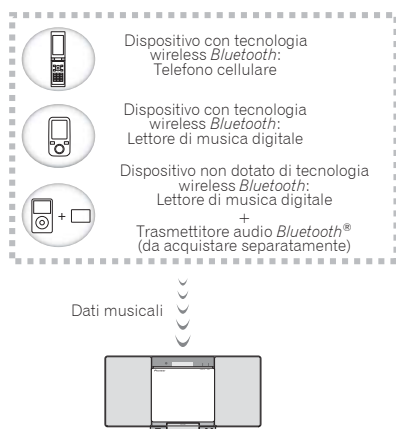 Dispositivo con tecnologia
wireless Bluetooth:
Telefono cellulare
Dispositivo con tecnologia
wireless Bluetooth:
Lettore di musica digitale
Dispositivo non dotato di tecnologia
wireless Bluetooth:
Lettore di musica digitale
+
+
Trasmettitore audio Bluetooth®
(da acquistare separatamente)
Dati musicali